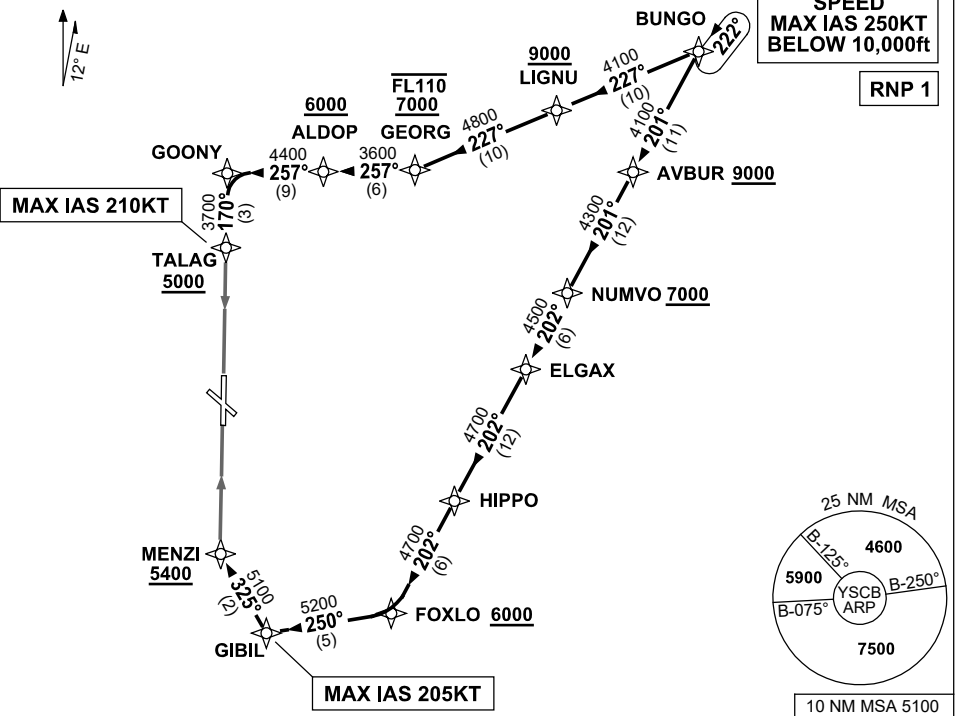 SPEED
MAX IAS 250KT
BELOW 10,000ft
RNP 1
12° E
BUNGO
222°
4100
227°
(10)
9000
LIGNU
4800
227°
(10)
FL110
7000
GEORG
3600
257°
(6)
6000
ALDOP
4400
257°
(9)
GOONY
3700
170°
(3)
MAX IAS 210KT
TALAG
5000
4100
201°
(11)
AVBUR 9000
4300
201°
(12)
NUMVO 7000
4500
202°
(6)
ELGAX
4700
202°
(12)
HIPPO
4700
202°
(6)
FOXLO 6000
5200
250°
(5)
GIBIL
MAX IAS 205KT
5100
325°
(2)
MENZI
5400
25 NM MSA
B-125°
4600
5900
YSCB
ARP
B-250°
B-075°
7500
10 NM MSA 5100